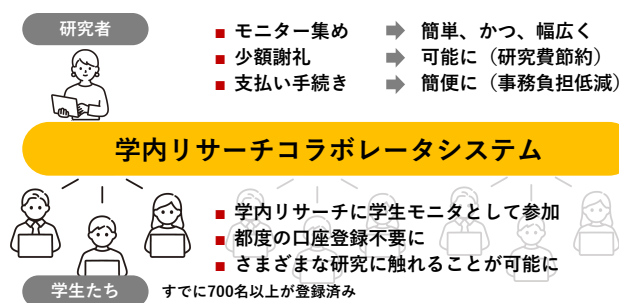 研究者
■ モニター集め ➡ 簡単、かつ、幅広く
■ 少額謝礼 ➡ 可能に（研究費節約）
■ 支払い手続き ➡ 簡便に（事務負担低減）
学内リサーチコラボレータシステム
■ 学内リサーチに学生モニタとして参加
■ 都度の口座登録不要に
■ さまざまな研究に触れることが可能に
学生たち すでに700名以上が登録済み